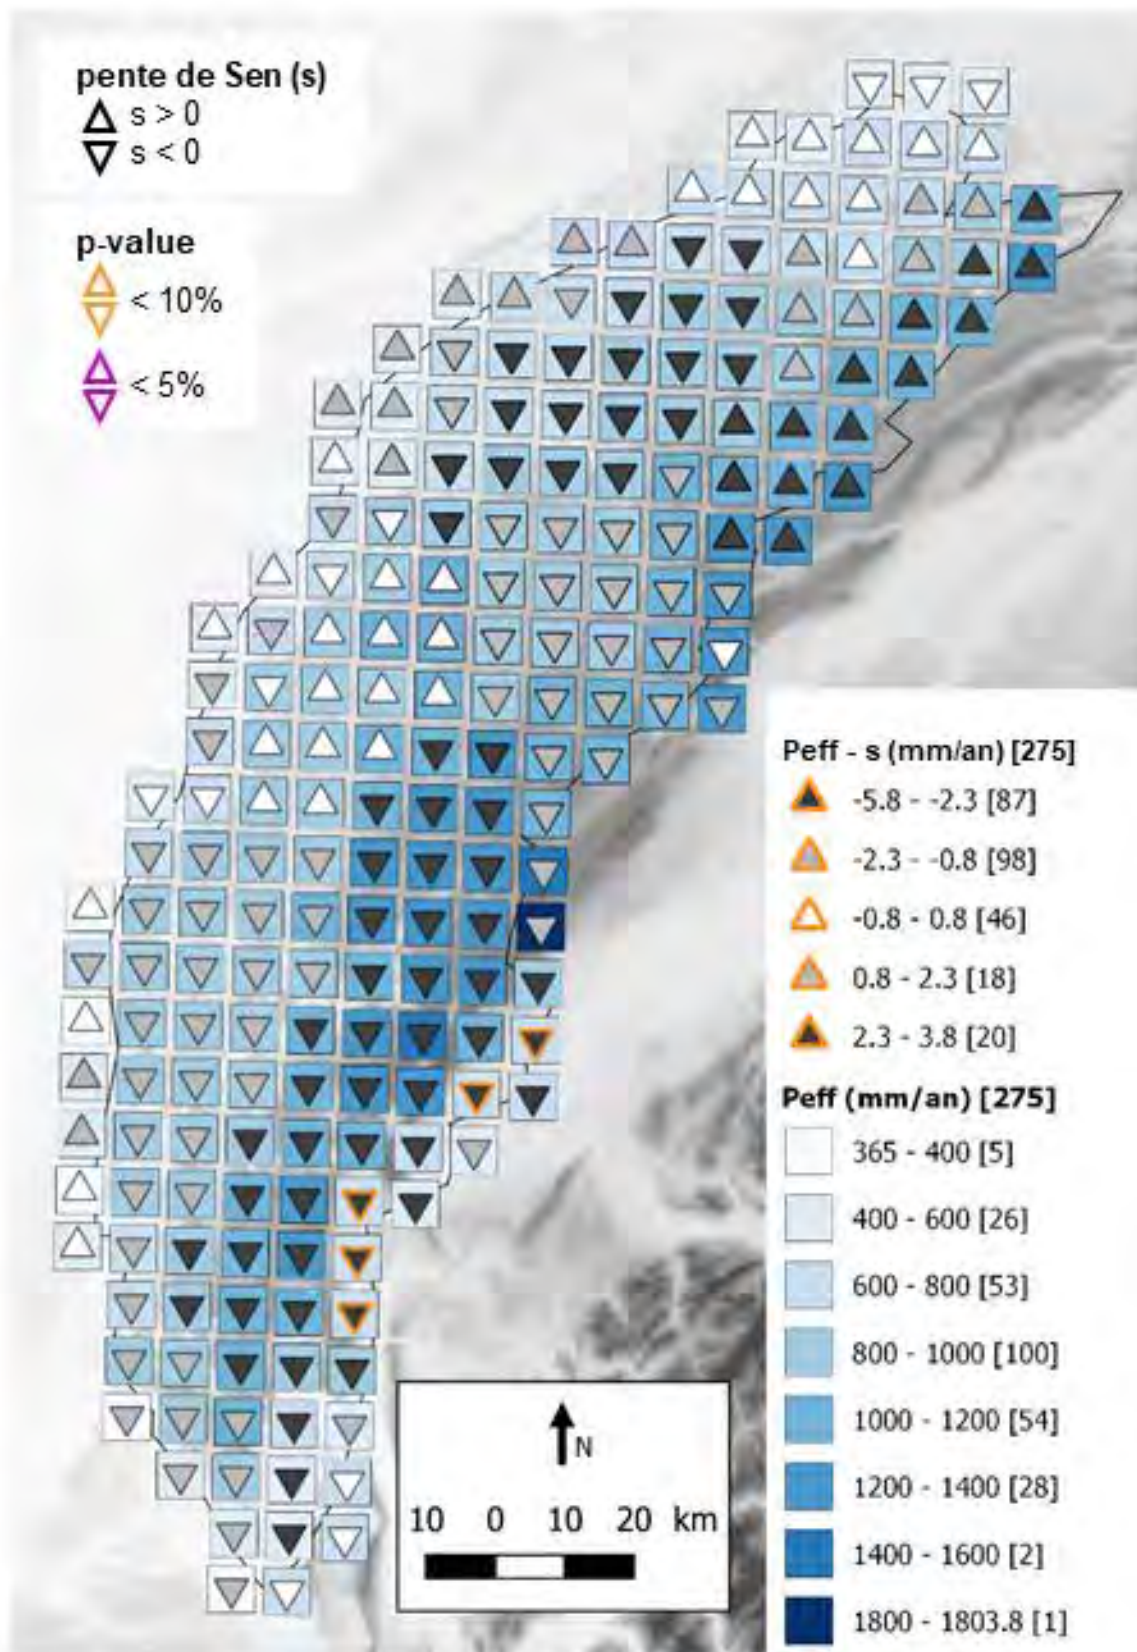 pente de Sen (s)
s > 0
s < 0
p-value
< 10%
< 5%
Peff - s (mm/an) [275]
-5.8 - -2.3 [87]
-2.3 - -0.8 [98]
-0.8 - 0.8 [46]
0.8 - 2.3 [18]
2.3 - 3.8 [20]
Peff (mm/an) [275]
365 - 400 [5]
400 - 600 [26]
600 - 800 [53]
800 - 1000 [100]
1000 - 1200 [54]
1200 - 1400 [28]
1400 - 1600 [2]
1800 - 1803.8 [1]
N
10 0 10 20 km